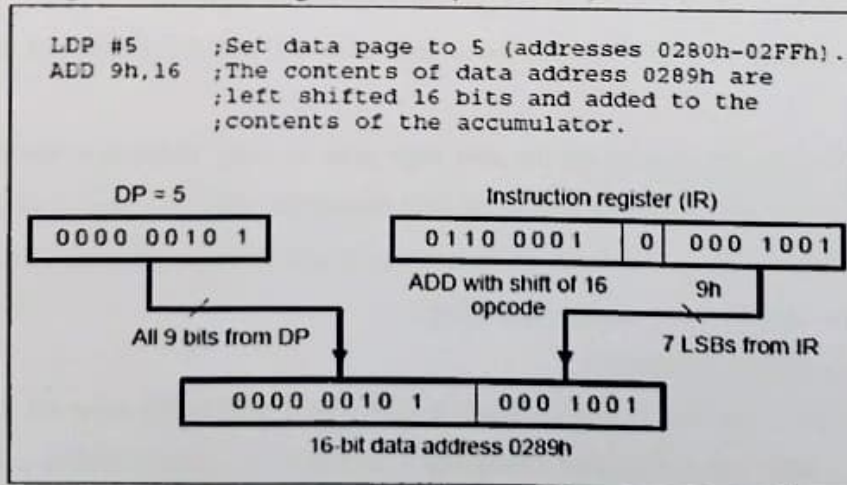 LDP #5 ;Set data page to 5 (addresses 0280h-02FFh).
ADD 9h,16 ;The contents of data address 0289h are
;left shifted 16 bits and added to the
;contents of the accumulator.
DP = 5
Instruction register (IR)
0000 0010 1
0110 0001 0 000 1001
ADD with shift of 16
opcode
9h
All 9 bits from DP
7 LSBs from IR
0000 0010 1 000 1001
16-bit data address 0289h